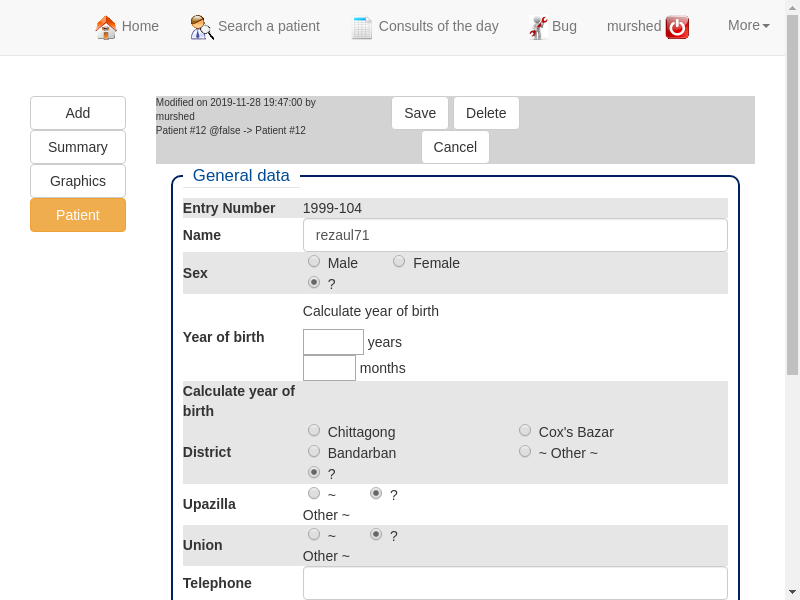 Home Search a patient Consults of the day Bug murshed More
Add
Summary
Graphics
Patient
Modified on 2019-11-28 19:47:00 by
murshed
Patient #12 @false -> Patient #12
Save Delete
Cancel
General data
Entry Number 1999-104
Name rezaul71
Sex Male Female
?
Year of birth Calculate year of birth
years
months
Calculate year of
birth
District Chittagong Cox's Bazar
Bandarban ~ Other ~
?
Upazilla ~ ?
Other ~
Union ~ ?
Other ~
Telephone